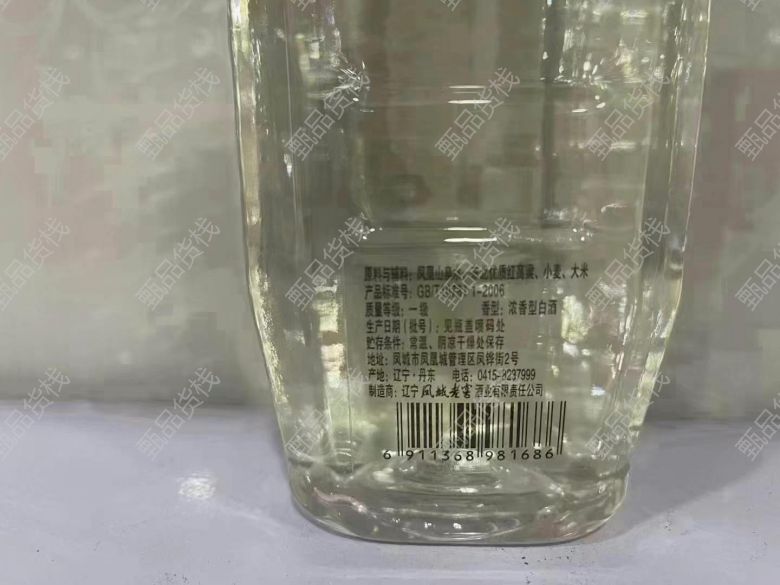 原料与辅料：凤凰山 优质红高粱、小麦、大米
产品标准号：GB/T 1-2006
质量等级：一级 香型：浓香型白酒
生产日期（批号）：见瓶盖喷码处
贮存条件：常温、阴凉干燥处保存
地址：凤城市凤凰城管理区凤铧街2号
产地：辽宁·丹东 电话：0415-8237999
制造商：辽宁凤城老窖酒业有限责任公司
6 911368 981686
甄品货栈